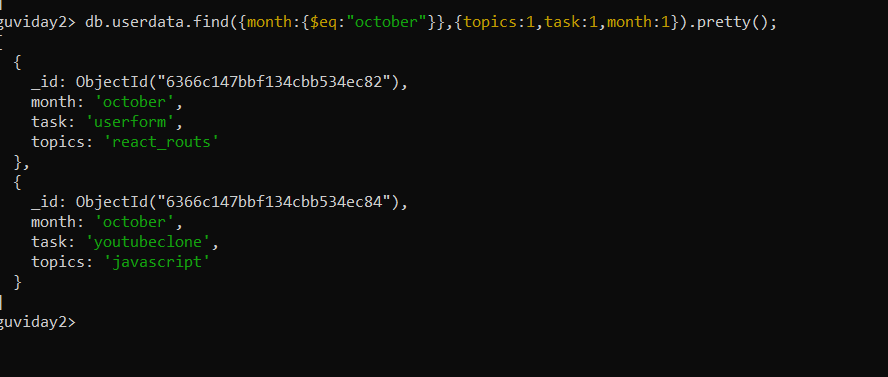 guviday2> db.userdata.find({month:{$eq:"october"}},{topics:1,task:1,month:1}).pretty();
[
  {
    _id: ObjectId("6366c147bbf134cbb534ec82"),
    month: 'october',
    task: 'userform',
    topics: 'react_routs'
  },
  {
    _id: ObjectId("6366c147bbf134cbb534ec84"),
    month: 'october',
    task: 'youtubeclone',
    topics: 'javascript'
  }
]
guviday2>